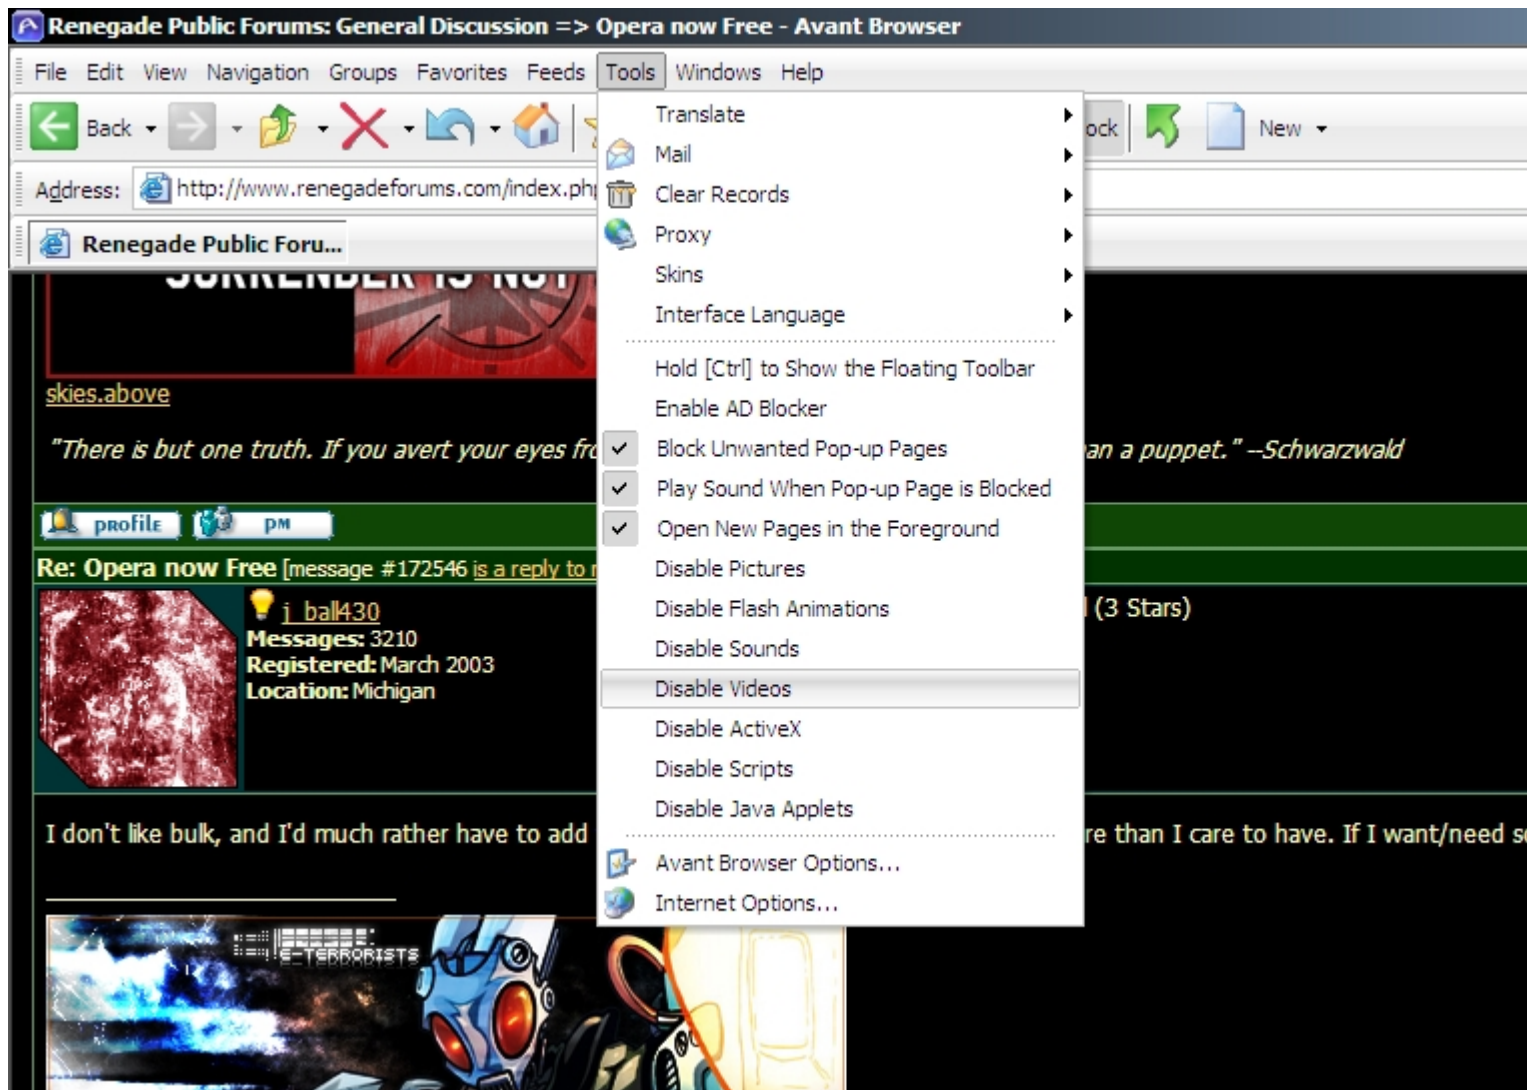 Renegade Public Forums: General Discussion => Opera now Free - Avant Browser
File Edit View Navigation Groups Favorites Feeds Tools Windows Help
Back New
Address: http://www.renegadeforums.com/index.php
Renegade Public Foru...
Translate
Mail
Clear Records
Proxy
Skins
Interface Language
Hold [Ctrl] to Show the Floating Toolbar
Enable AD Blocker
Block Unwanted Pop-up Pages
Play Sound When Pop-up Page is Blocked
Open New Pages in the Foreground
Disable Pictures
Disable Flash Animations
Disable Sounds
Disable Videos
Disable ActiveX
Disable Scripts
Disable Java Applets
Avant Browser Options...
Internet Options...
SURRENDER IS NOT
skies.above
"There is but one truth. If you avert your eyes an a puppet." --Schwarzwald
profile pm
Re: Opera now Free [message #172546 is a reply to
j_ball430 (3 Stars)
Messages: 3210
Registered: March 2003
Location: Michigan
I don't like bulk, and I'd much rather have to add re than I care to have. If I want/need
E-TERRORISTS